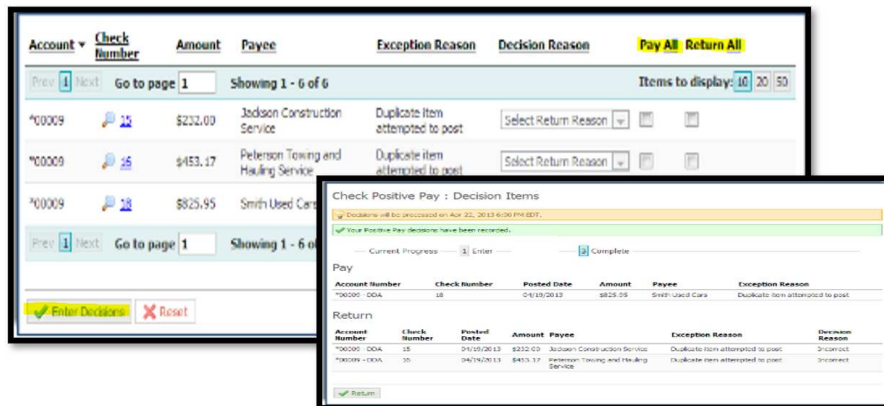 Account Check Number Amount Payee Exception Reason Decision Reason Pay All Return All
Prev 1 Next Go to page 1 Showing 1 - 6 of 6 Items to display: 10 20 50
*00009 15 $232.00 Jackson Construction Service Duplicate item attempted to post Select Return Reason
*00009 16 $453.17 Peterson Towing and Hauling Service Duplicate item attempted to post Select Return Reason
*00009 18 $825.95 Smith Used Cars
Prev 1 Next Go to page 1 Showing 1 - 6 of
Enter Decisions Reset
Check Positive Pay : Decision Items
Decisions will be processed on Apr 22, 2013 6:00 PM EDT.
Your Positive Pay decisions have been recorded.
Current Progress 1 Enter 2 Complete
Pay
Account Number Check Number Posted Date Amount Payee Exception Reason
*00009 - DDA 18 04/19/2013 $825.95 Smith Used Cars Duplicate item attempted to post
Return
Account Number Check Number Posted Date Amount Payee Exception Reason Decision Reason
*00009 - DDA 15 04/19/2013 $232.00 Jackson Construction Service Duplicate item attempted to post Incorrect
*00009 - DDA 04/19/2013 $453.17 Peterson Towing and Hauling Service Duplicate item attempted to post Incorrect
Return